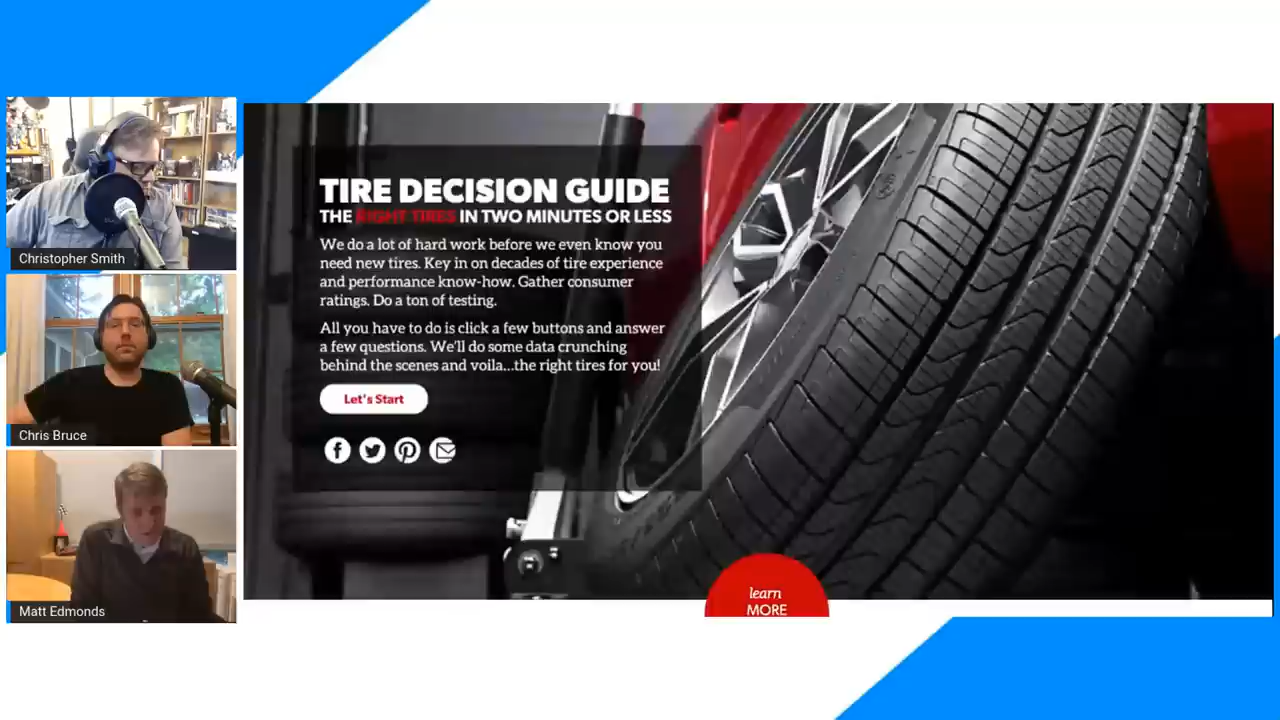 Christopher Smith
Chris Bruce
Matt Edmonds
TIRE DECISION GUIDE
THE RIGHT TIRES IN TWO MINUTES OR LESS
We do a lot of hard work before we even know you
need new tires. Key in on decades of tire experience
and performance know-how. Gather consumer
ratings. Do a ton of testing.
All you have to do is click a few buttons and answer
a few questions. We'll do some data crunching
behind the scenes and voila...the right tires for you!
Let's Start
learn
MORE